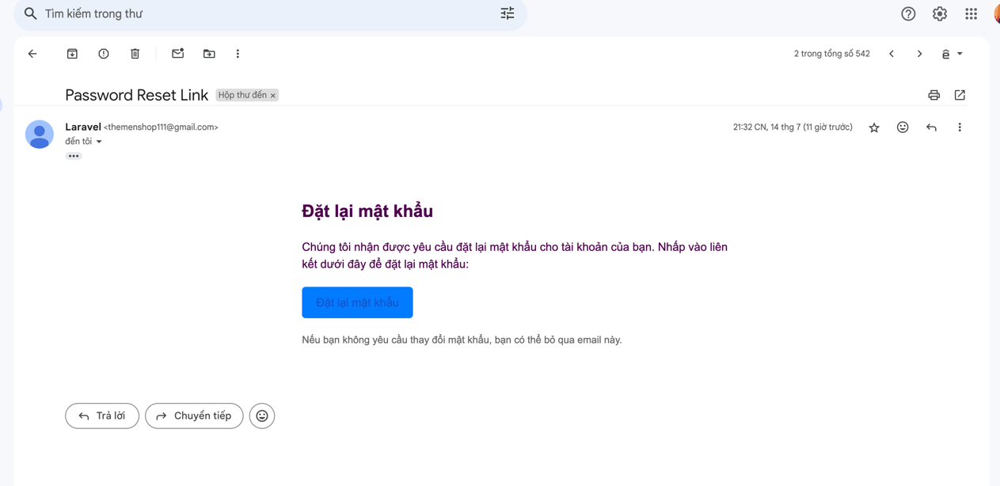 Tìm kiếm trong thư
2 trong tổng số 542
Password Reset Link Hộp thư đến ×
Laravel <themenshop111@gmail.com> 21:32 CN, 14 thg 7 (11 giờ trước)
đến tôi
Đặt lại mật khẩu
Chúng tôi nhận được yêu cầu đặt lại mật khẩu cho tài khoản của bạn. Nhấp vào liên
kết dưới đây để đặt lại mật khẩu:
Đặt lại mật khẩu
Nếu bạn không yêu cầu thay đổi mật khẩu, bạn có thể bỏ qua email này.
Trả lời Chuyển tiếp